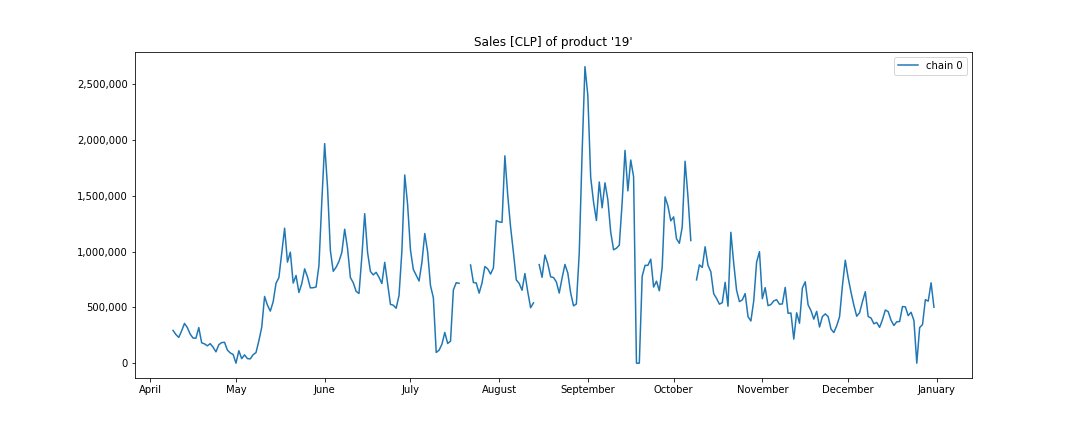 Sales [CLP] of product '19'
chain 0
2,500,000
2,000,000
1,500,000
1,000,000
500,000
0
April May June July August September October November December January